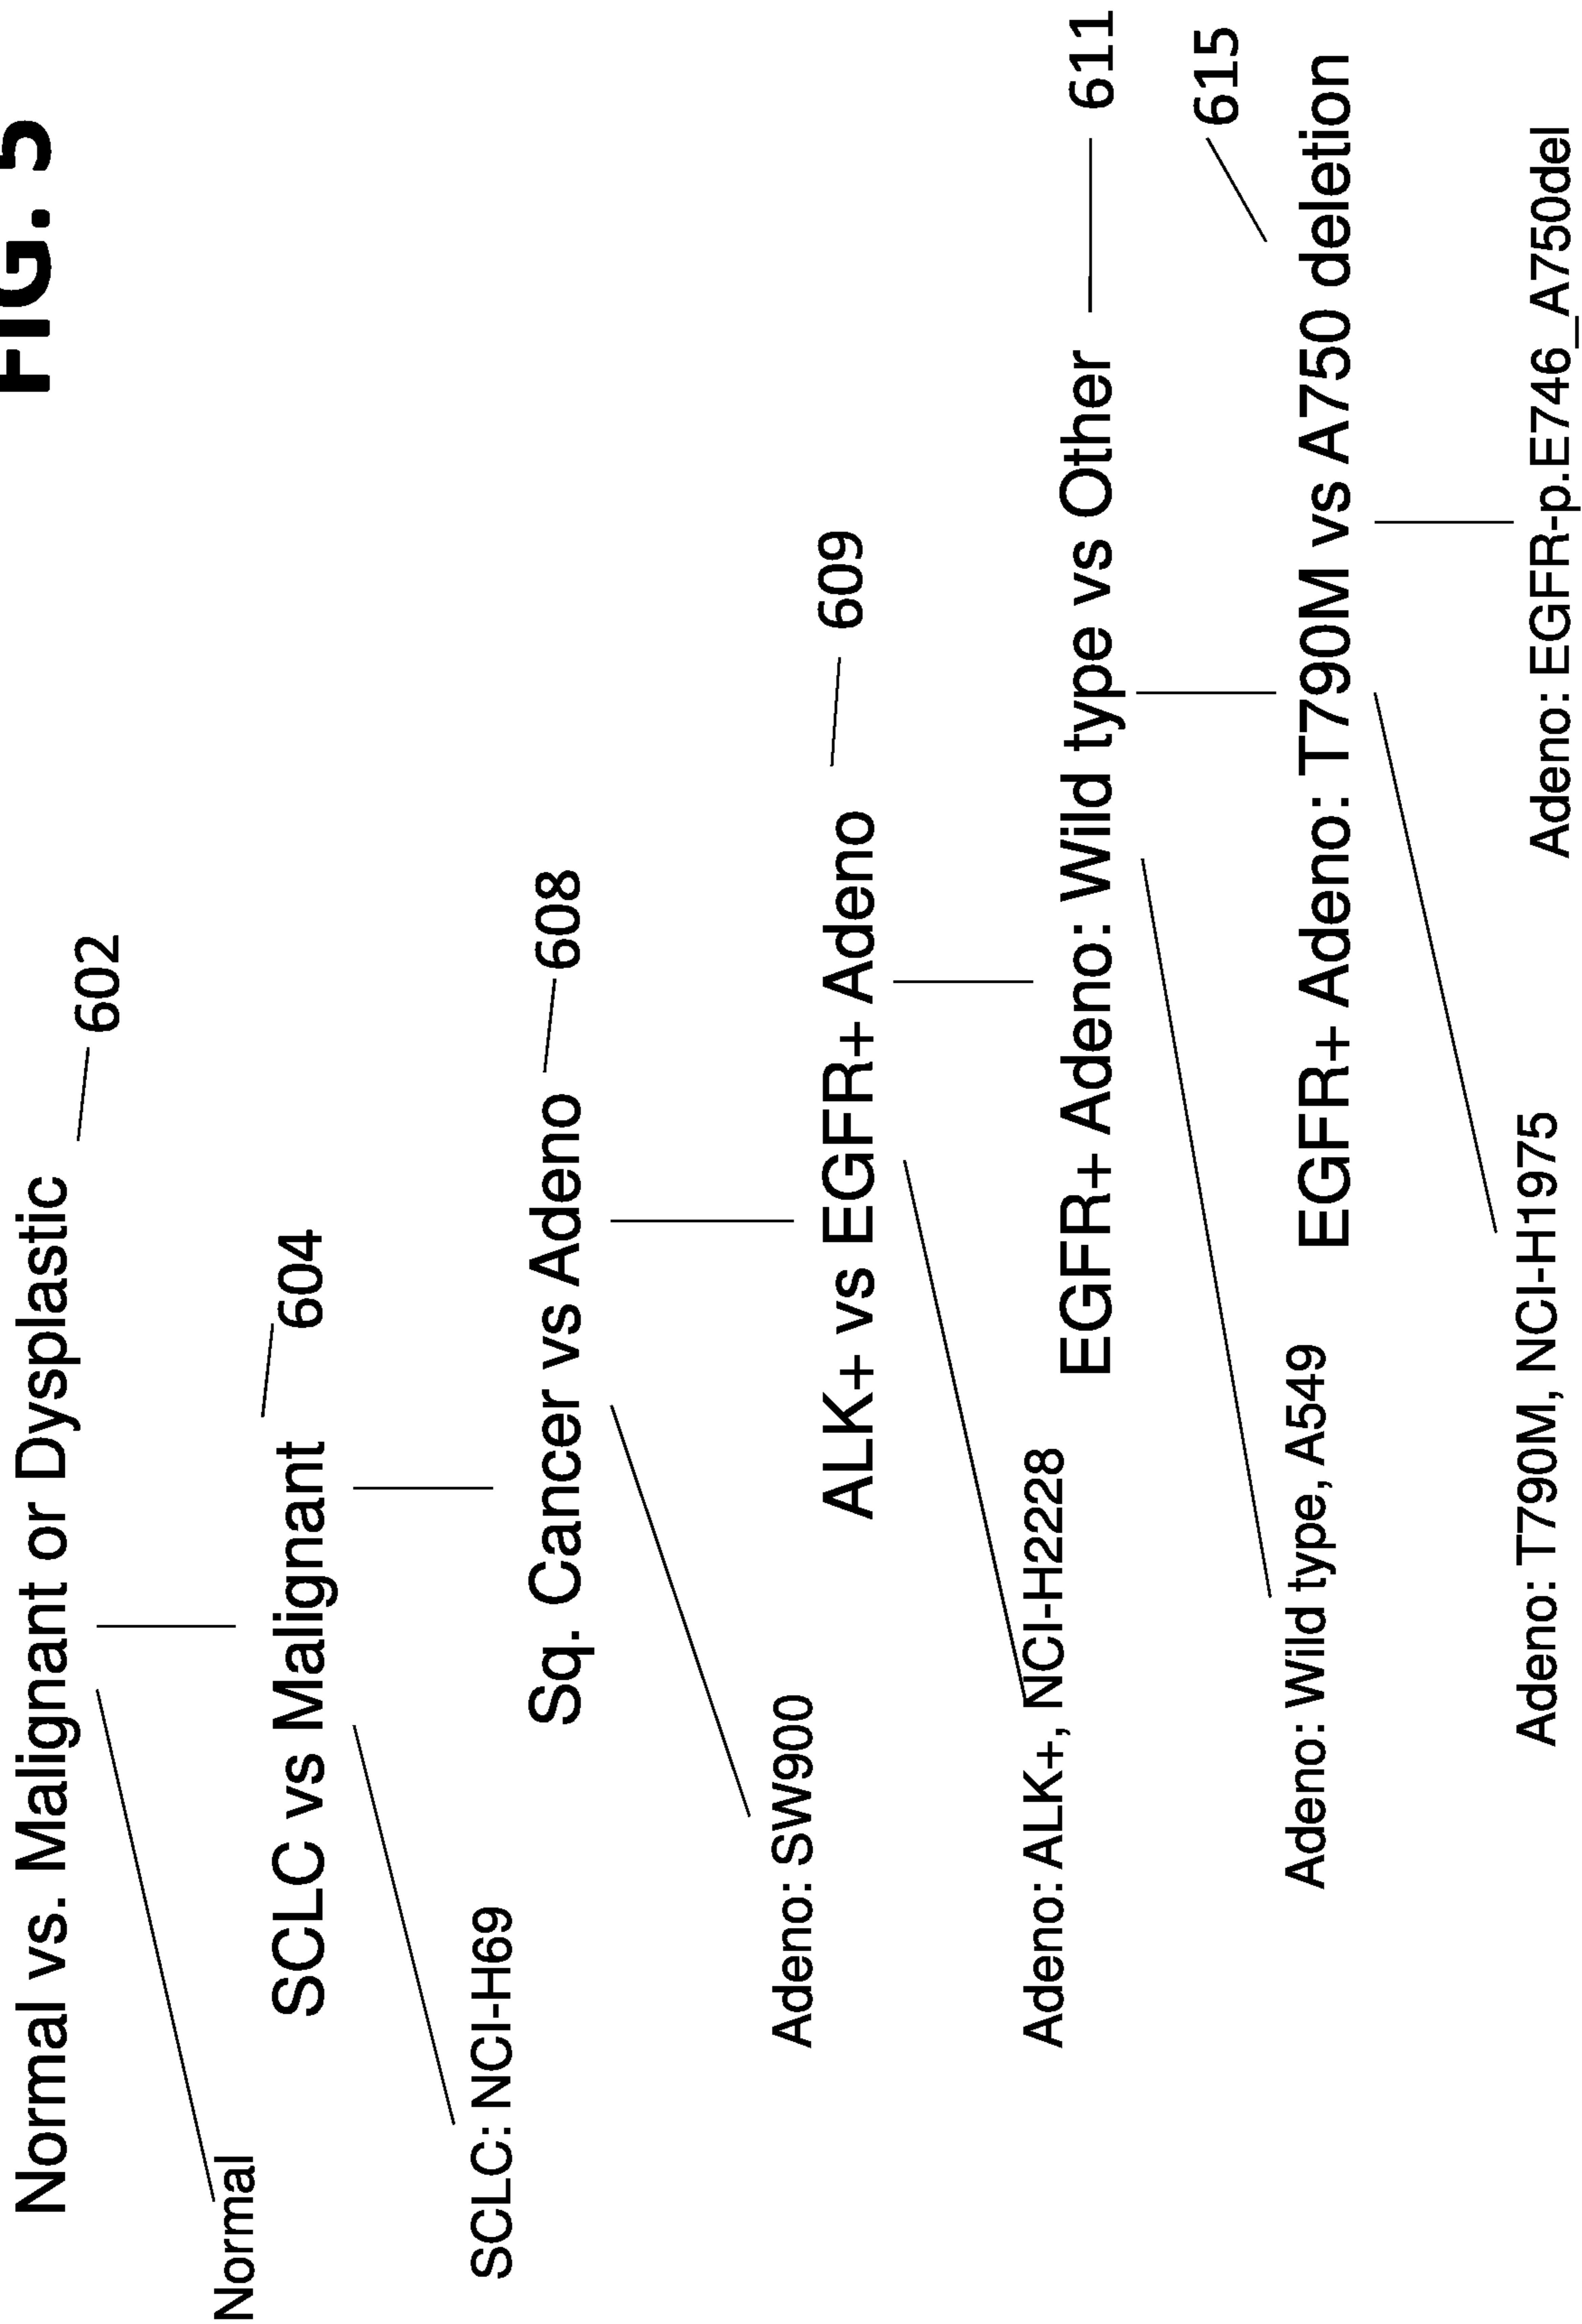 FIG. 5
Normal vs. Malignant or Dysplastic
602
Normal
SCLC vs Malignant
604
SCLC: NCI-H69
Sq. Cancer vs Adeno
608
Adeno: SW900
ALK+ vs EGFR+ Adeno
609
Adeno: ALK+, NCI-H2228
EGFR+ Adeno: Wild type vs Other
611
Adeno: Wild type, A549
615
EGFR+ Adeno: T790M vs A750 deletion
Adeno: T790M, NCI-H1975
Adeno: EGFR-p.E746_A750del